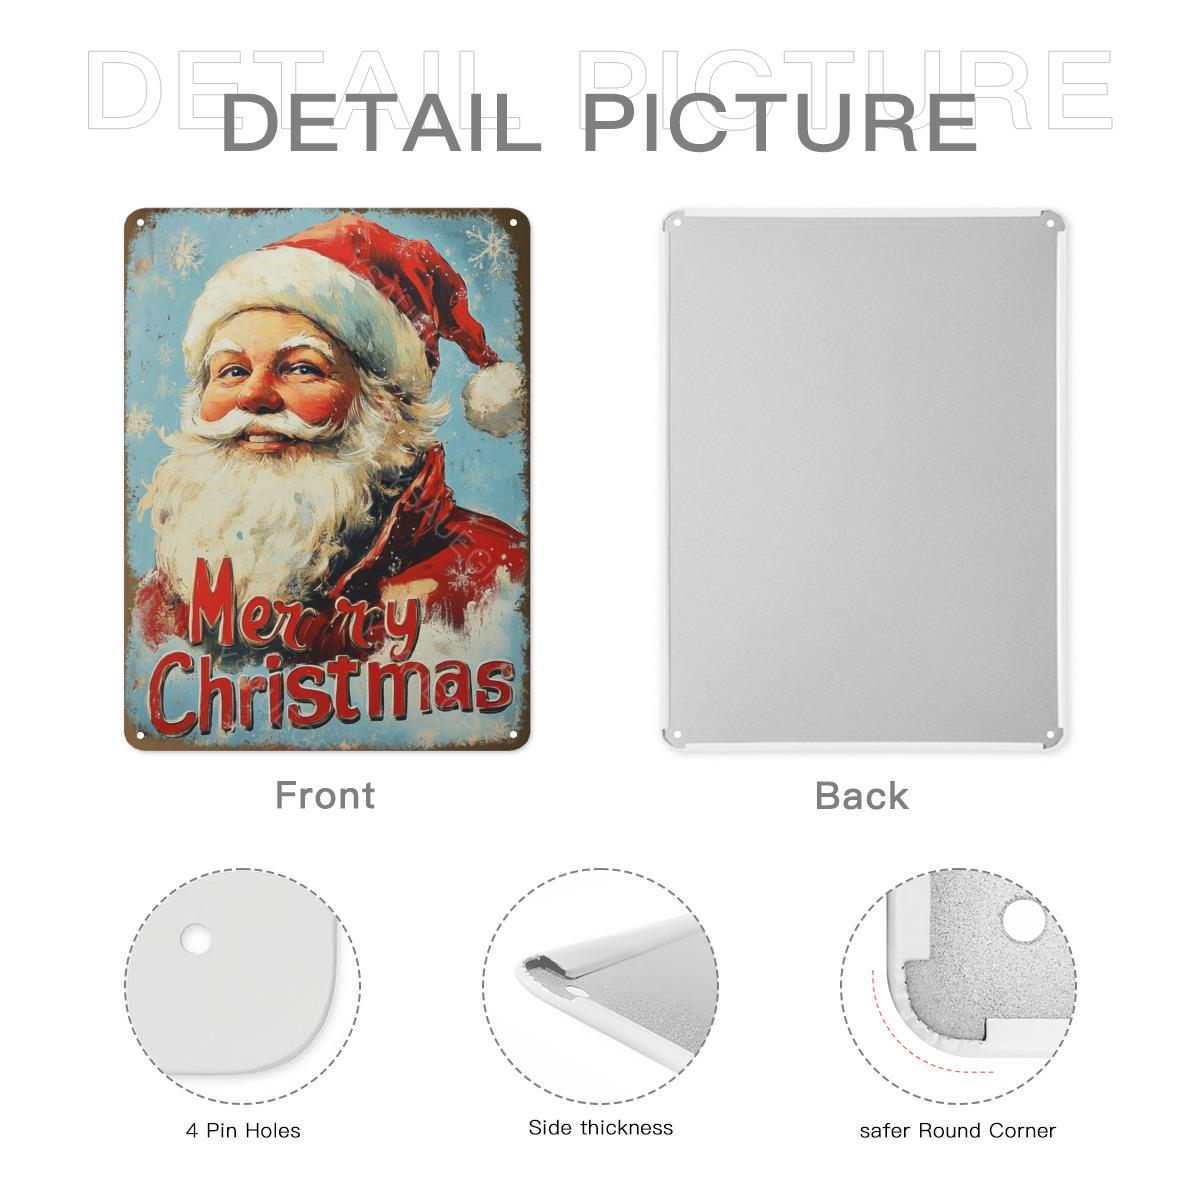 DETAIL PICTURE
DETAIL PICTURE
Merry
Christmas
Front
Back
4 Pin Holes
Side thickness
safer Round Corner